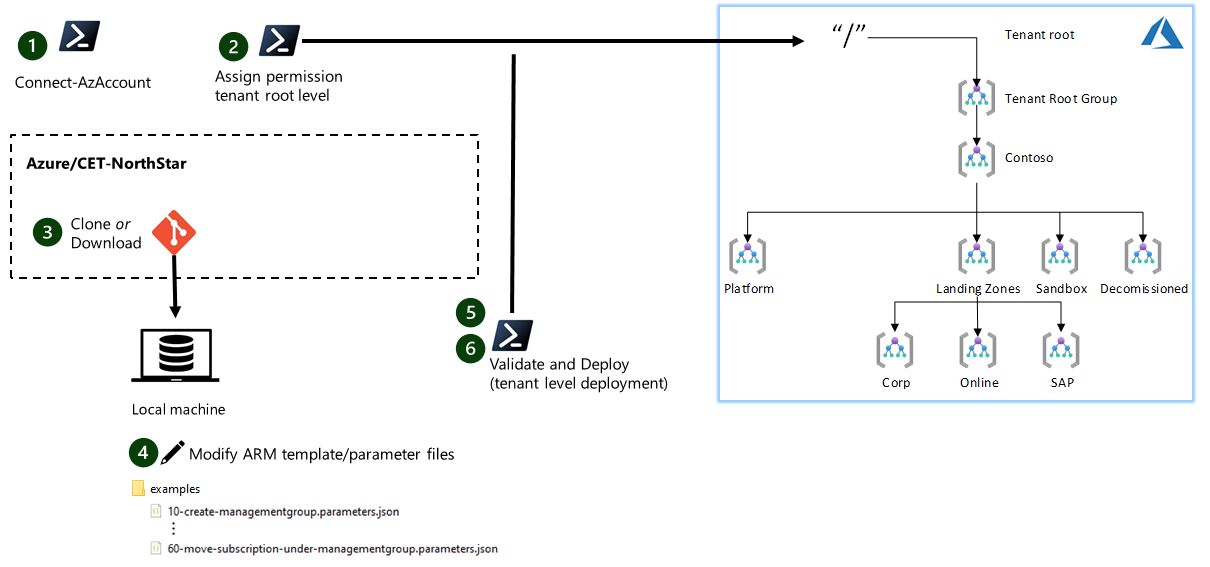 1
Connect-AzAccount
2
Assign permission
tenant root level
Azure/CET-NorthStar
3
Clone or
Download
Local machine
4
Modify ARM template/parameter files
examples
10-create-managementgroup.parameters.json
60-move-subscription-under-managementgroup.parameters.json
5
6
Validate and Deploy
(tenant level deployment)
“/”
Tenant root
Tenant Root Group
Contoso
Platform
Landing Zones
Sandbox
Decomissioned
Corp
Online
SAP